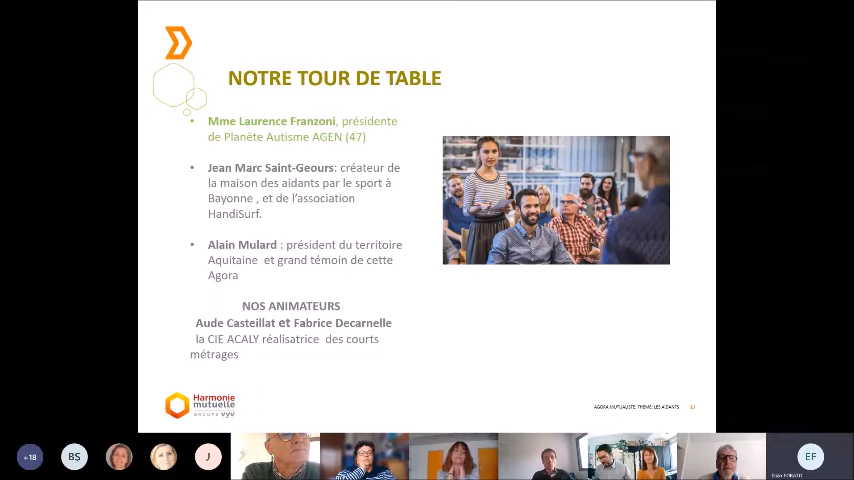 NOTRE TOUR DE TABLE
• Mme Laurence Franzoni, présidente
de Planète Autisme AGEN (47)
• Jean Marc Saint-Geours: créateur de
la maison des aidants par le sport à
Bayonne , et de l'association
HandiSurf.
• Alain Mulard : président du territoire
Aquitaine et grand témoin de cette
Agora
NOS ANIMATEURS
Aude Casteillat et Fabrice Decarnelle
la CIE ACALY réalisatrice des courts
métrages
Harmonie
mutuelle
GROUPE vyv
AGORA MUTUALISTE, THEME: LES AIDANTS 13
+18
BS
J
EF